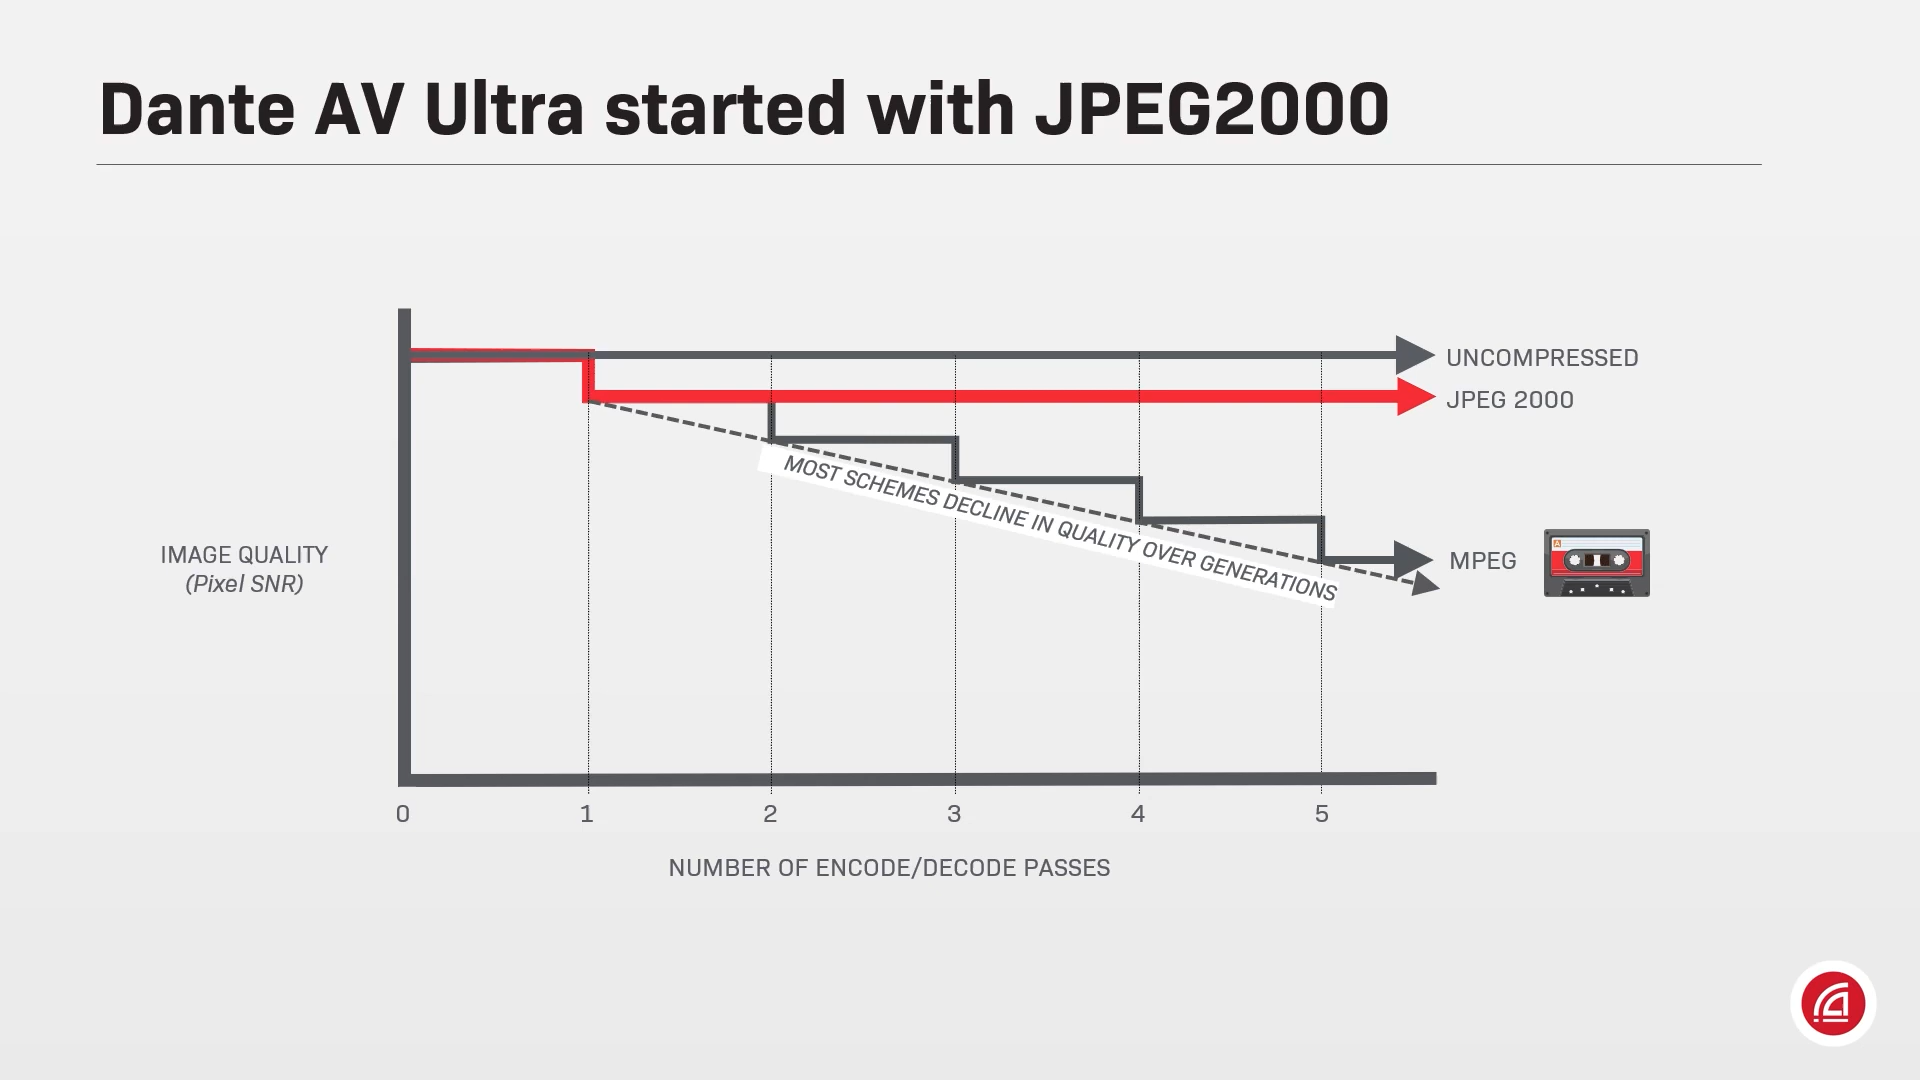 Dante AV Ultra started with JPEG2000
UNCOMPRESSED
JPEG 2000
MOST SCHEMES DECLINE IN QUALITY OVER GENERATIONS
IMAGE QUALITY
(Pixel SNR)
MPEG
A
0 1 2 3 4 5
NUMBER OF ENCODE/DECODE PASSES